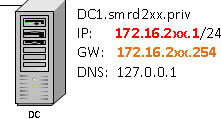 DC1.smrd2xx.priv
IP: 172.16.2xx.1/24
GW: 172.16.2xx.254
DNS: 127.0.0.1
DC